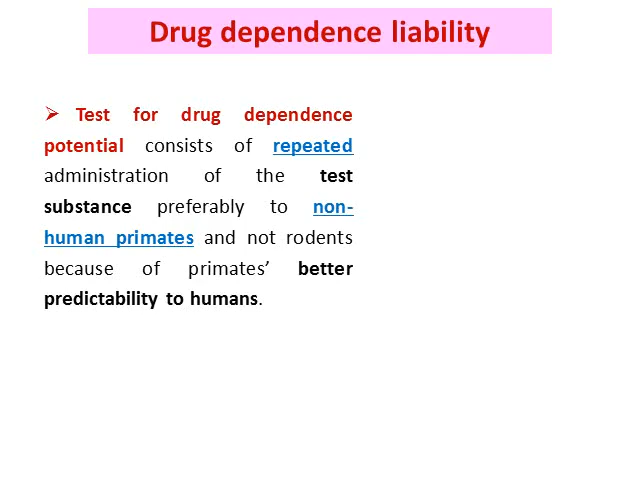 Drug dependence liability
➢ Test for drug dependence
potential consists of repeated
administration of the test
substance preferably to non-
human primates and not rodents
because of primates’ better
predictability to humans.